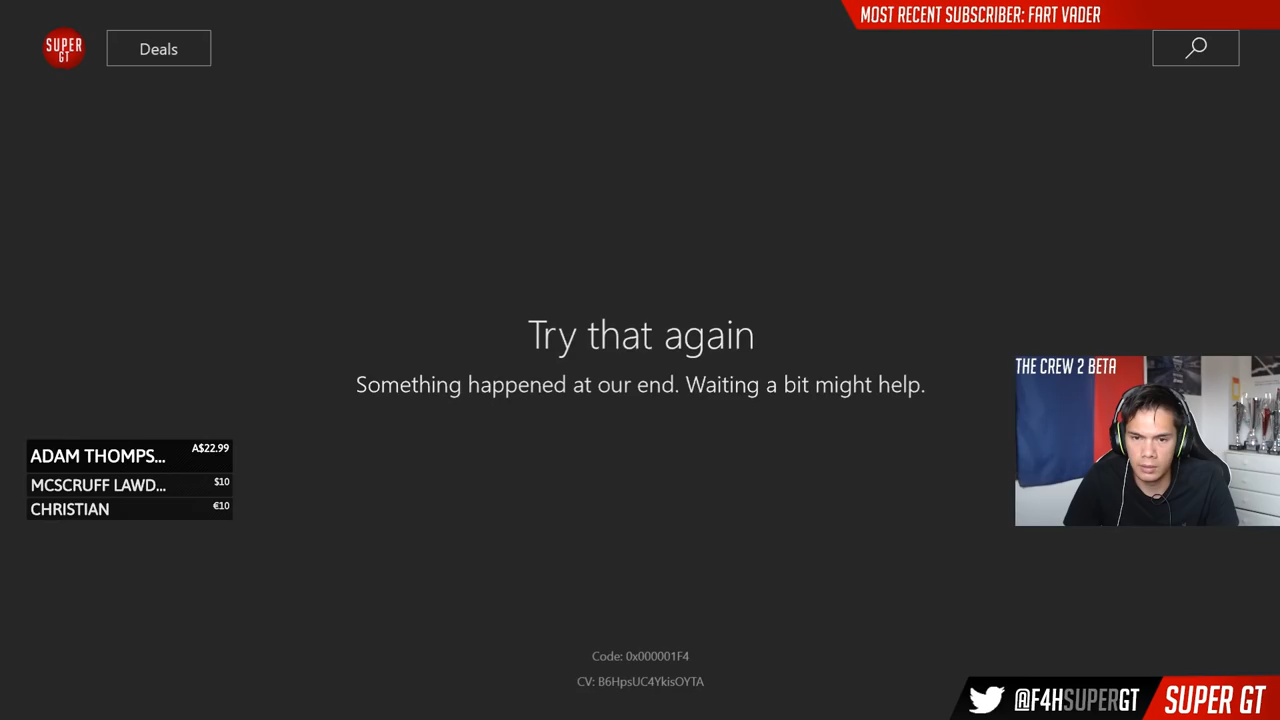 MOST RECENT SUBSCRIBER: FART VADER
SUPER
GT
Deals
Try that again
Something happened at our end. Waiting a bit might help.
THE CREW 2 BETA
ADAM THOMPS... A$22.99
MCSCRUFF LAWD... $10
CHRISTIAN €10
Code: 0x000001F4
CV: B6HpsUC4YkisOYTA
@F4HSUPERGT SUPER GT